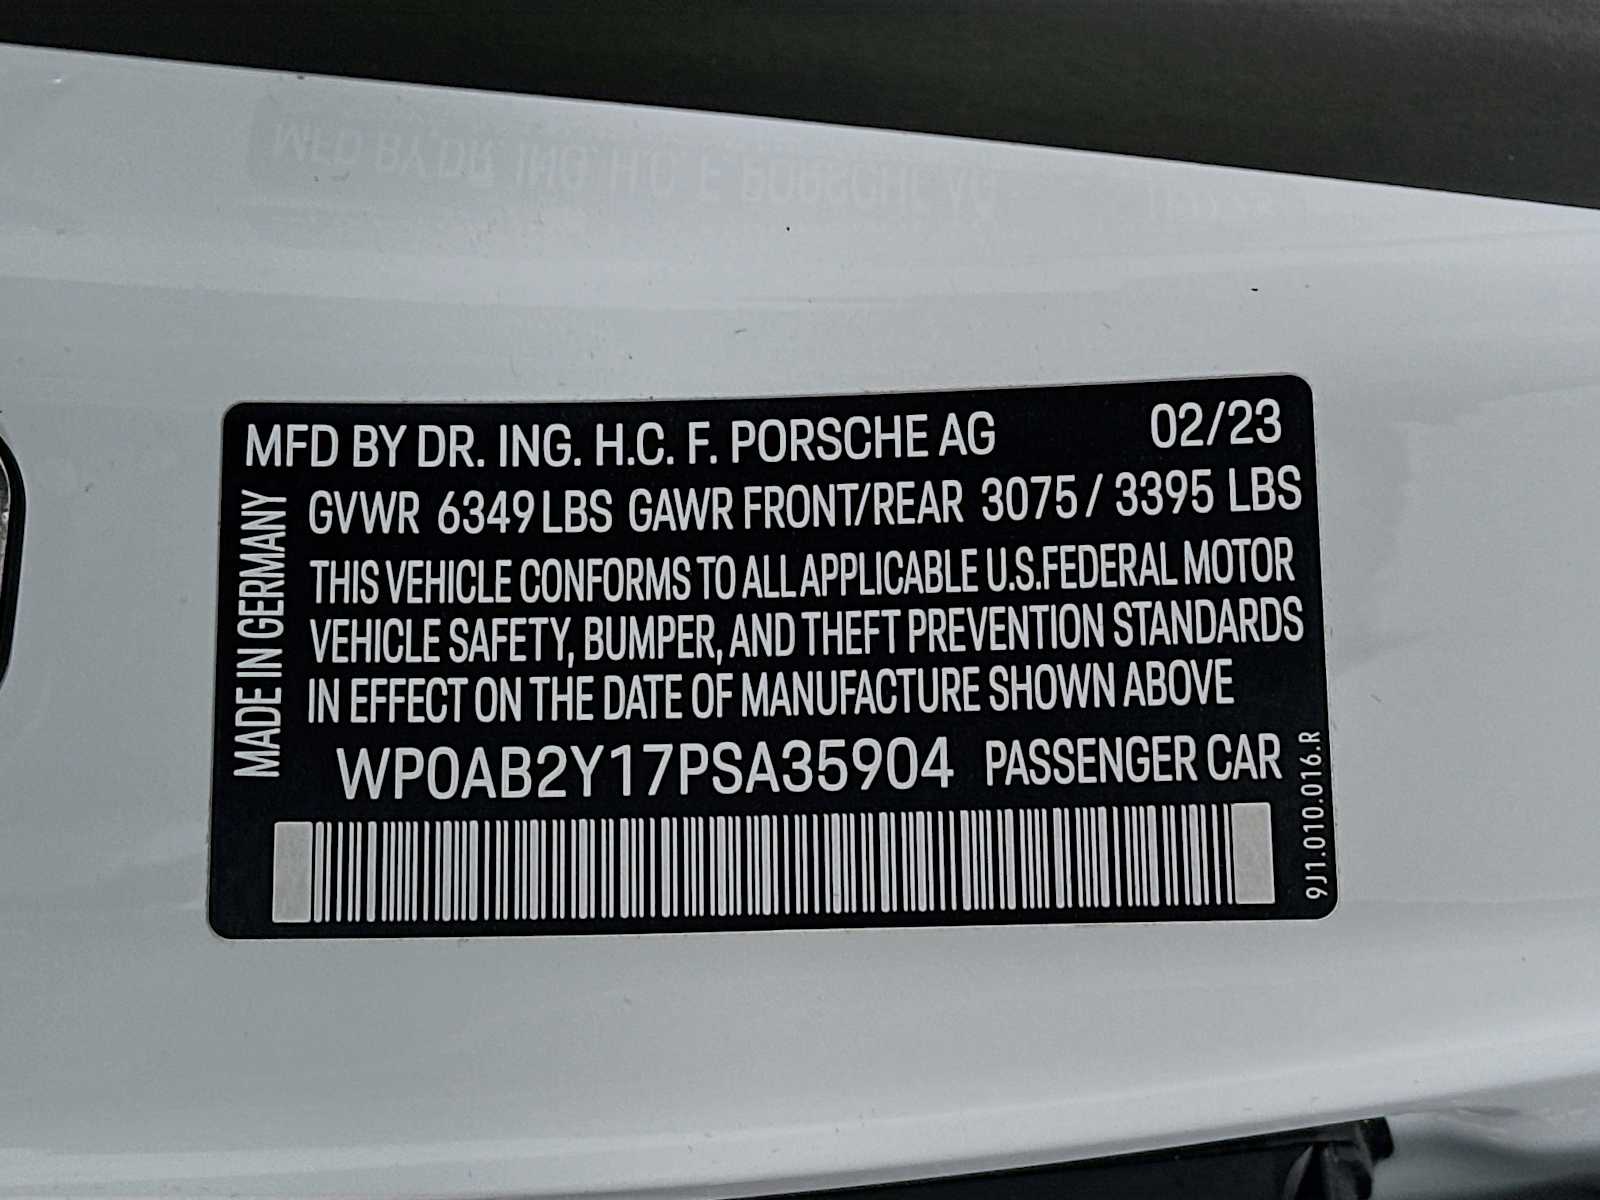 MFD BY DR. ING. H.C. F. PORSCHE AG 02/23
GVWR 6349 LBS GAWR FRONT/REAR 3075 / 3395 LBS
THIS VEHICLE CONFORMS TO ALL APPLICABLE U.S. FEDERAL MOTOR
VEHICLE SAFETY, BUMPER, AND THEFT PREVENTION STANDARDS
IN EFFECT ON THE DATE OF MANUFACTURE SHOWN ABOVE
WP0AB2Y17PSA35904 PASSENGER CAR
MADE IN GERMANY
9J1.010.016.R